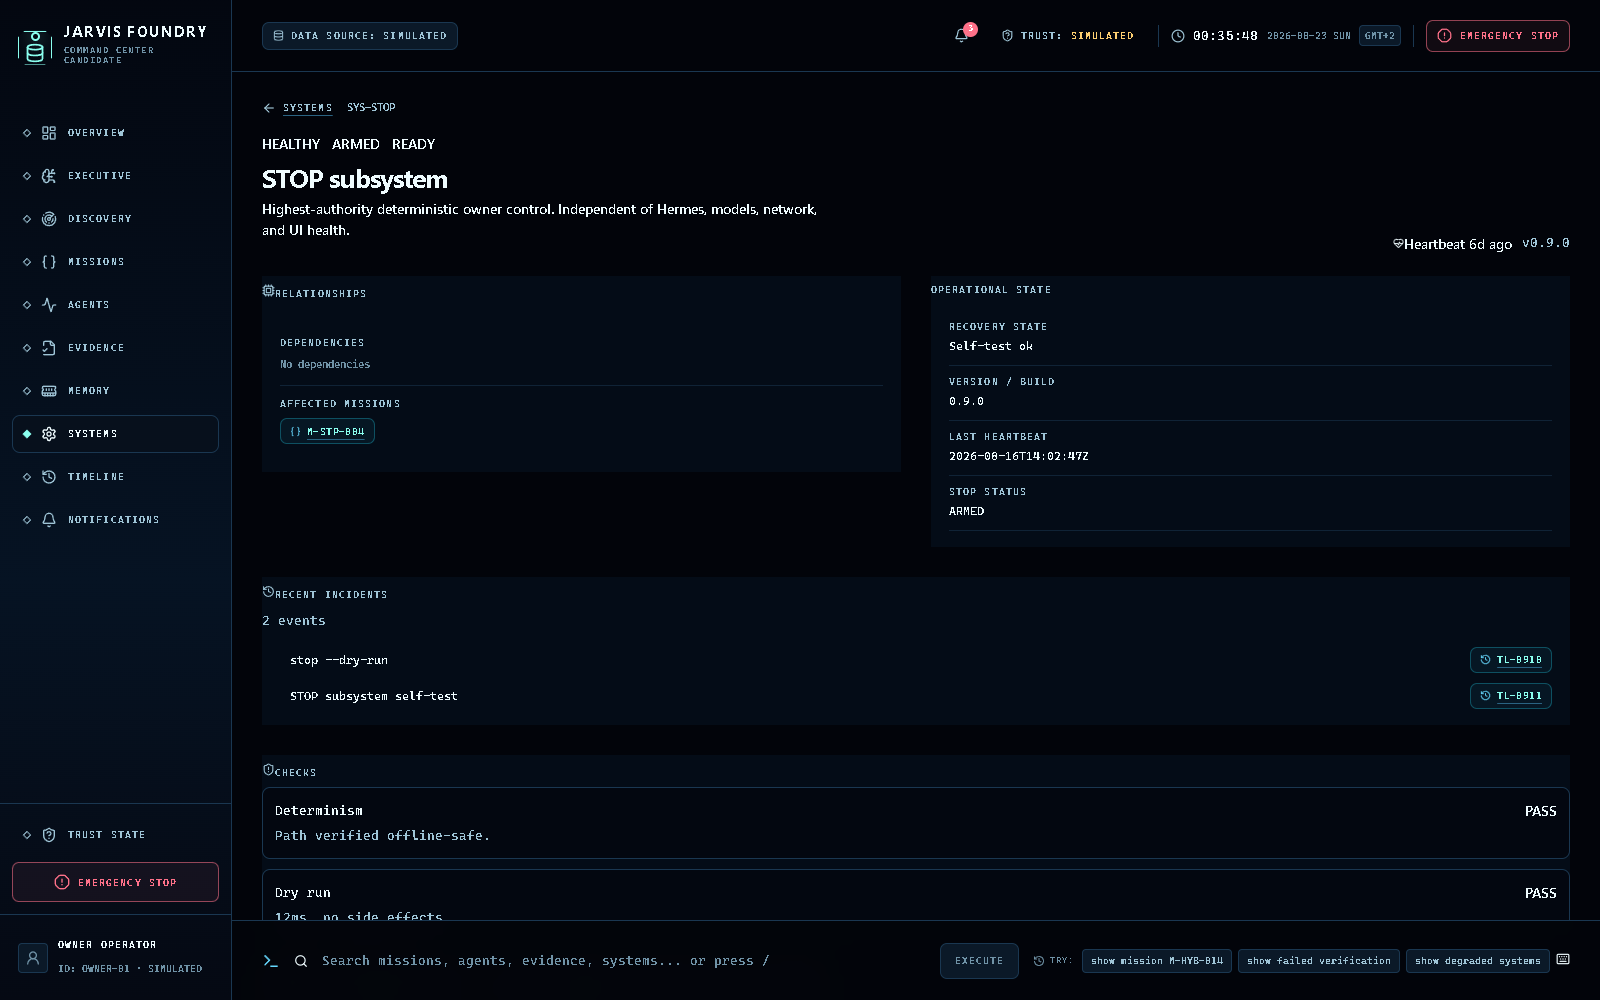 JARVIS FOUNDRY
COMMAND CENTER
CANDIDATE
OVERVIEW
EXECUTIVE
DISCOVERY
MISSIONS
AGENTS
EVIDENCE
MEMORY
SYSTEMS
TIMELINE
NOTIFICATIONS
TRUST STATE
EMERGENCY STOP
OWNER OPERATOR
ID: OWNER-01 • SIMULATED
DATA SOURCE: SIMULATED
3
TRUST: SIMULATED
00:35:48 2026-08-23 SUN GMT+2
EMERGENCY STOP
SYSTEMS SYS-STOP
HEALTHY ARMED READY
STOP subsystem
Highest-authority deterministic owner control. Independent of Hermes, models, network,
and UI health.
Heartbeat 6d ago v0.9.0
RELATIONSHIPS
DEPENDENCIES
No dependencies
AFFECTED MISSIONS
{} M-STP-004
OPERATIONAL STATE
RECOVERY STATE
Self-test ok
VERSION / BUILD
0.9.0
LAST HEARTBEAT
2026-08-16T14:02:47Z
STOP STATUS
ARMED
RECENT INCIDENTS
2 events
stop --dry-run TL-0910
STOP subsystem self-test TL-0911
CHECKS
Determinism PASS
Path verified offline-safe.
Dry run PASS
12ms, no side effects
Search missions, agents, evidence, systems... or press /
EXECUTE
TRY: show mission M-HYB-014 show failed verification show degraded systems